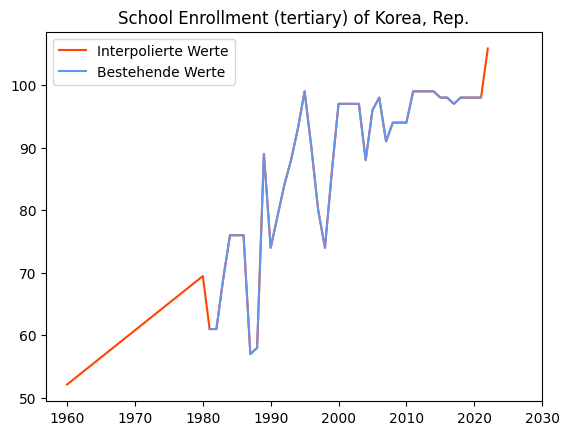 School Enrollment (tertiary) of Korea, Rep.
Interpolierte Werte
Bestehende Werte
100
90
80
70
60
50
1960 1970 1980 1990 2000 2010 2020 2030